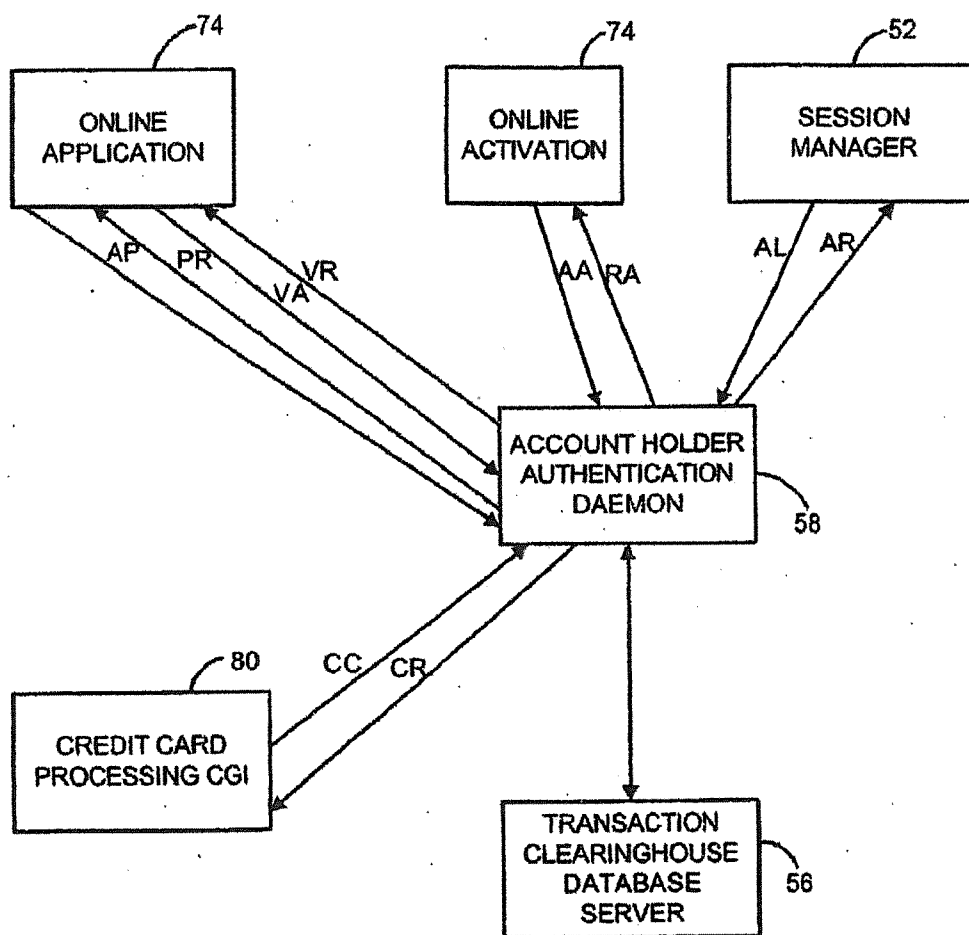 74
74
52
ONLINE
APPLICATION
ONLINE
ACTIVATION
SESSION
MANAGER
AP
PR
VA
VR
AA
RA
AL
AR
ACCOUNT HOLDER
AUTHENTICATION
DAEMON
58
CC
CR
80
CREDIT CARD
PROCESSING CGI
TRANSACTION
CLEARINGHOUSE
DATABASE
SERVER
56